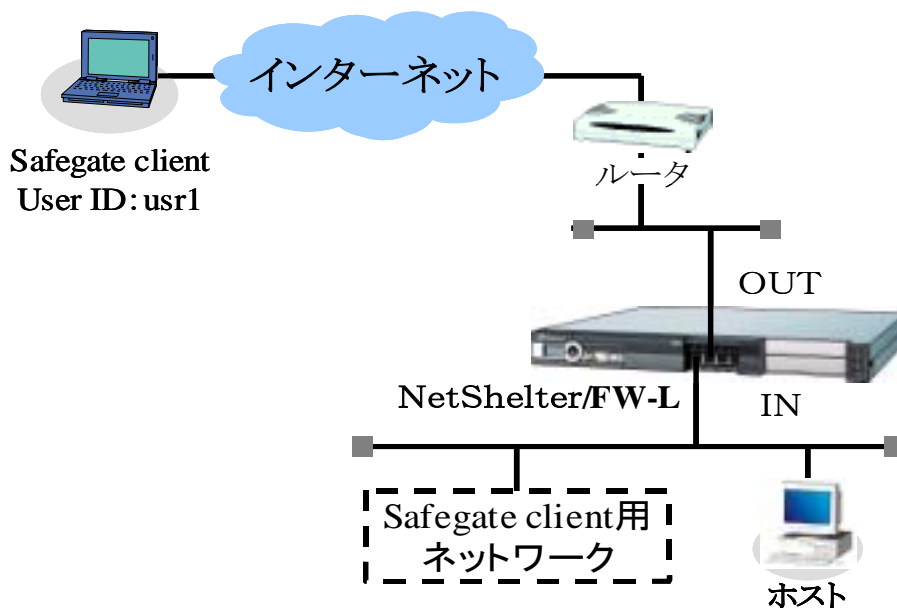 インターネット
Safegate client
User ID：usr1
ルータ
OUT
NetShelter/FW-L
IN
Safegate client用
ネットワーク
ホスト